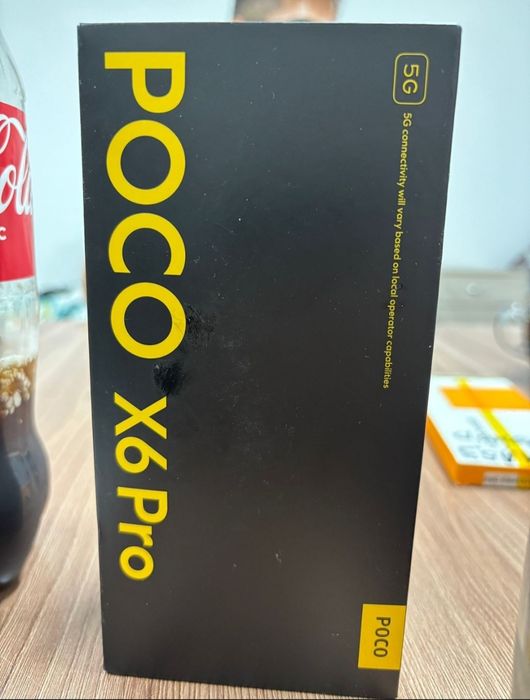 POCO X6 Pro
5G
5G connectivity will vary based on local operator capabilities
POCO